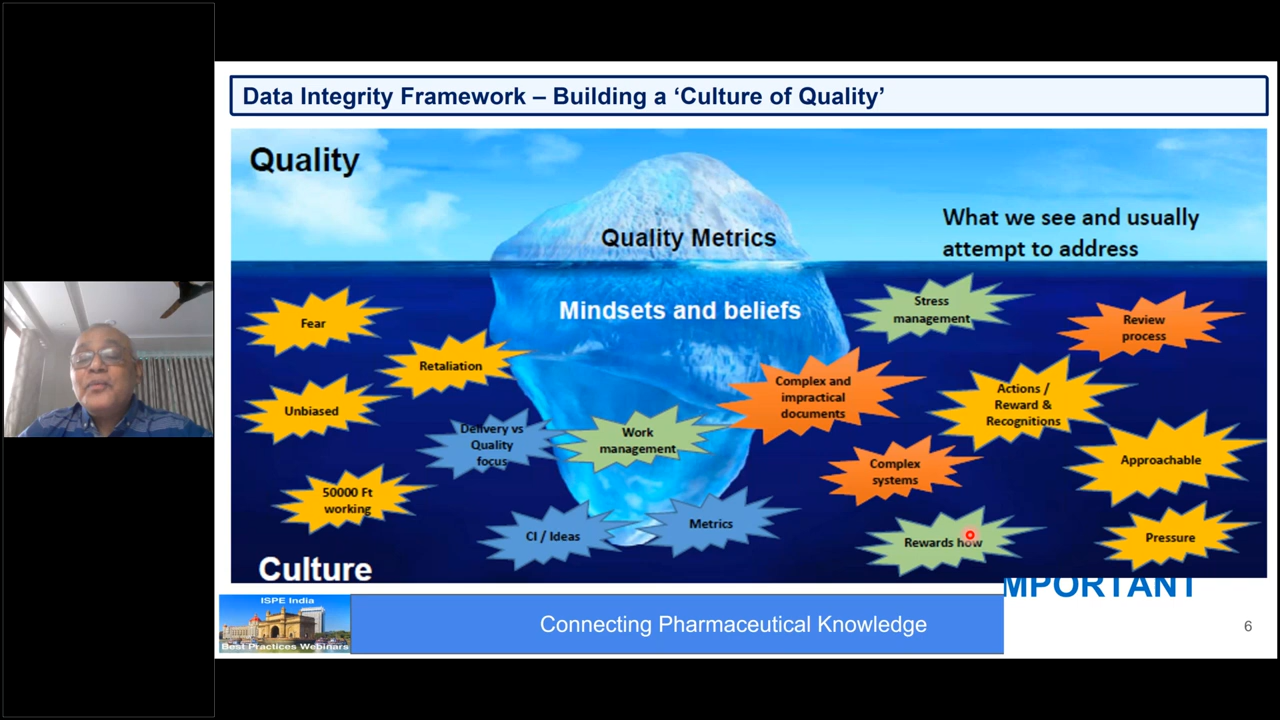 Data Integrity Framework – Building a ‘Culture of Quality’
Quality
Quality Metrics
What we see and usually
attempt to address
Mindsets and beliefs
Fear
Retaliation
Unbiased
Delivery vs
Quality
focus
50000 Ft
working
Work
management
CI / Ideas
Metrics
Stress
management
Review
process
Complex and
impractical
documents
Actions /
Reward &
Recognitions
Complex
systems
Approachable
Rewards how
Pressure
Culture
MPORTANT
ISPE India
Best Practices Webinars
Connecting Pharmaceutical Knowledge
6